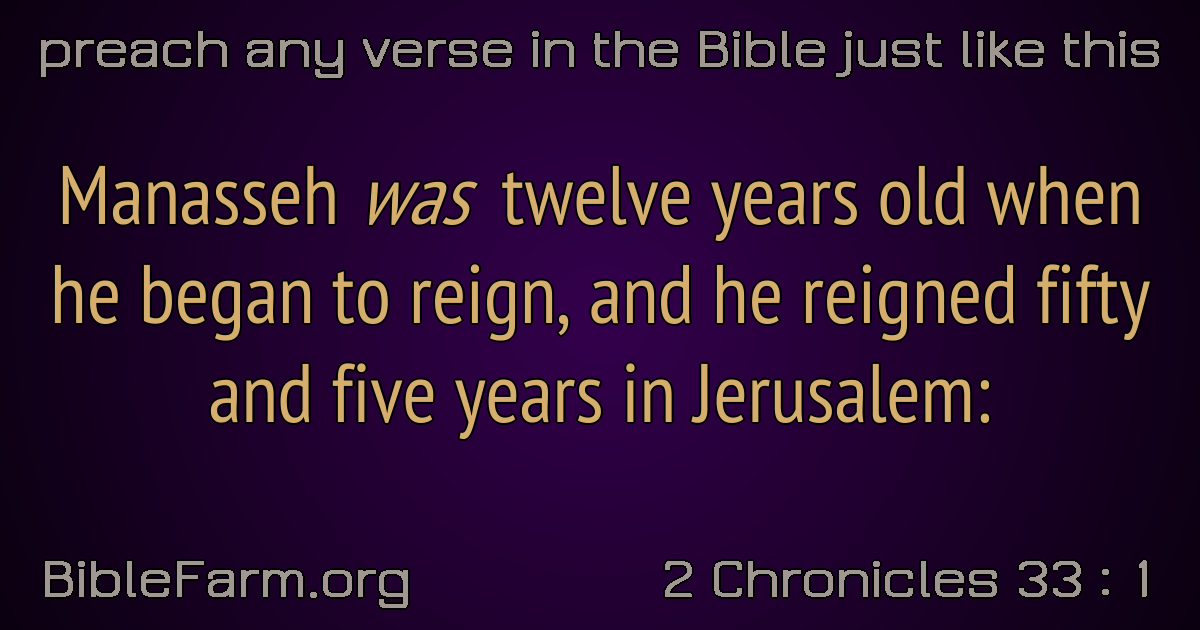 preach any verse in the Bible just like this
Manasseh was twelve years old when
he began to reign, and he reigned fifty
and five years in Jerusalem:
BibleFarm.org
2 Chronicles 33 : 1